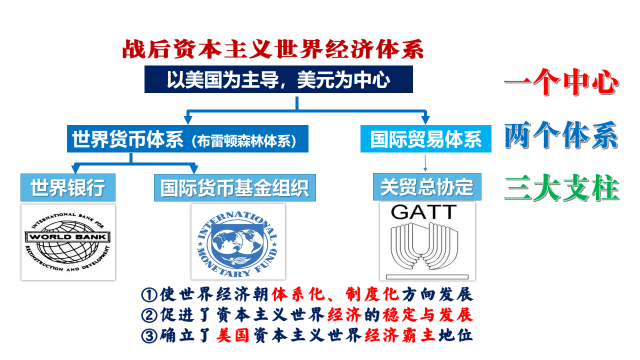 战后资本主义世界经济体系
以美国为主导，美元为中心
一个中心
世界货币体系（布雷顿森林体系）
国际贸易体系
两个体系
世界银行
国际货币基金组织
关贸总协定
三大支柱
INTERNATIONAL BANK FOR
WORLD BANK
RECONSTRUCTION AND DEVELOPMENT
INTERNATIONAL
MONETARY FUND
GATT
①使世界经济朝体系化、制度化方向发展
②促进了资本主义世界经济的稳定与发展
③确立了美国资本主义世界经济霸主地位